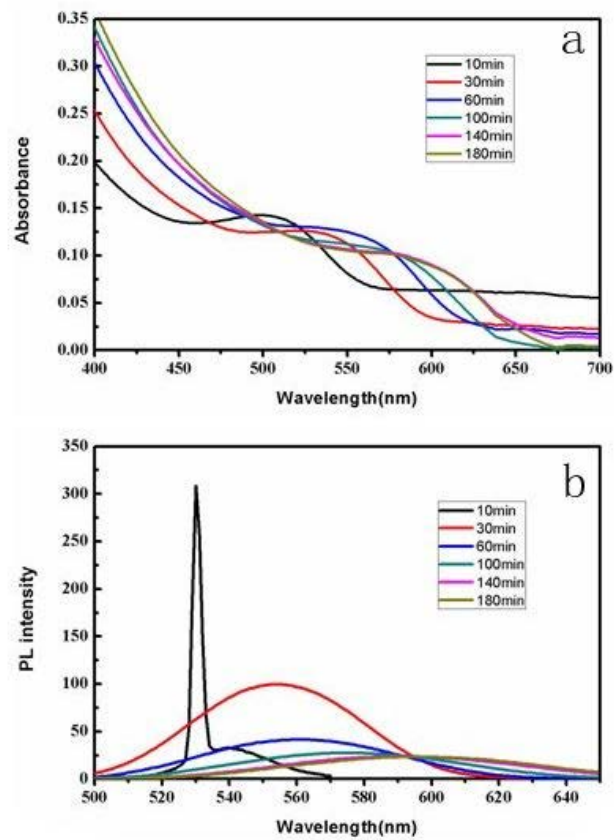 a
0.35
0.30
0.25
0.20
0.15
0.10
0.05
0.00
Absorbance
10min
30min
60min
100min
140min
180min
400 450 500 550 600 650 700
Wavelength(nm)
b
350
300
250
200
150
100
50
0
PL intensity
10min
30min
60min
100min
140min
180min
500 520 540 560 580 600 620 640
Wavelength(nm)